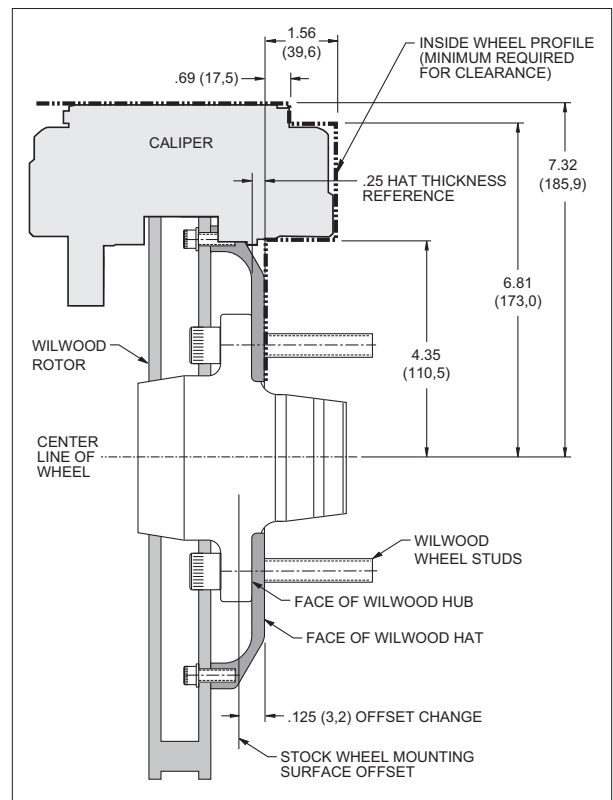 1.56
(39,6)
INSIDE WHEEL PROFILE
(MINIMUM REQUIRED
FOR CLEARANCE)
.69 (17,5)
CALIPER
7.32
(185,9)
.25 HAT THICKNESS
REFERENCE
6.81
(173,0)
4.35
(110,5)
WILWOOD
ROTOR
CENTER
LINE OF
WHEEL
WILWOOD
WHEEL STUDS
FACE OF WILWOOD HUB
FACE OF WILWOOD HAT
.125 (3,2) OFFSET CHANGE
STOCK WHEEL MOUNTING
SURFACE OFFSET